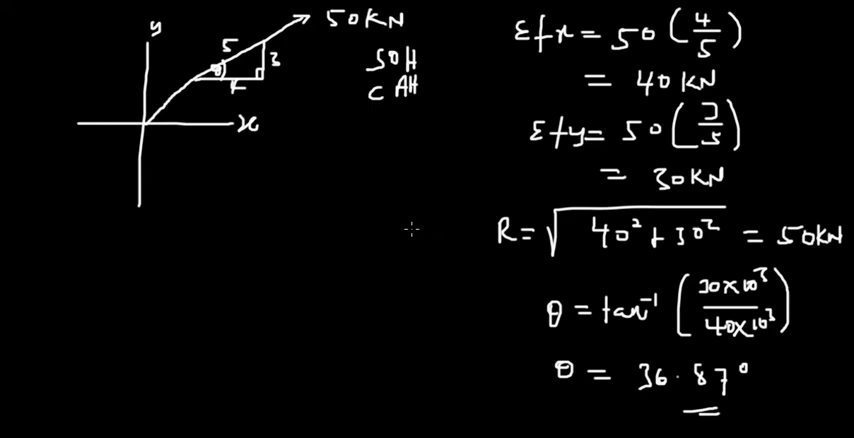 y
50KN
5
3
θ
4
x
SOH
CAH
Σfx = 50 (4/5)
= 40KN
Σfy = 50 (3/5)
= 30KN
R = √40² + 30² = 50KN
θ = tan⁻¹ (30×10³/40×10³)
θ = 36.87°